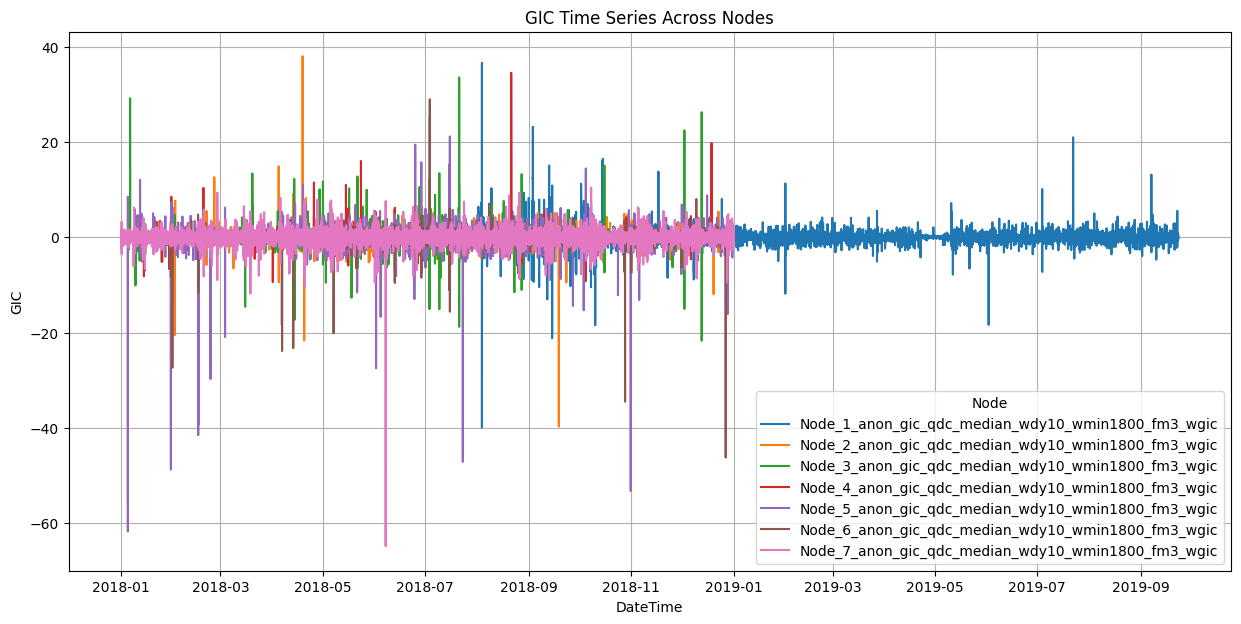 GIC Time Series Across Nodes
40
20
0
−20
−40
−60
GIC
2018-01 2018-03 2018-05 2018-07 2018-09 2018-11 2019-01 2019-03 2019-05 2019-07 2019-09
DateTime
Node
Node_1_anon_gic_qdc_median_wdy10_wmin1800_fm3_wgic
Node_2_anon_gic_qdc_median_wdy10_wmin1800_fm3_wgic
Node_3_anon_gic_qdc_median_wdy10_wmin1800_fm3_wgic
Node_4_anon_gic_qdc_median_wdy10_wmin1800_fm3_wgic
Node_5_anon_gic_qdc_median_wdy10_wmin1800_fm3_wgic
Node_6_anon_gic_qdc_median_wdy10_wmin1800_fm3_wgic
Node_7_anon_gic_qdc_median_wdy10_wmin1800_fm3_wgic